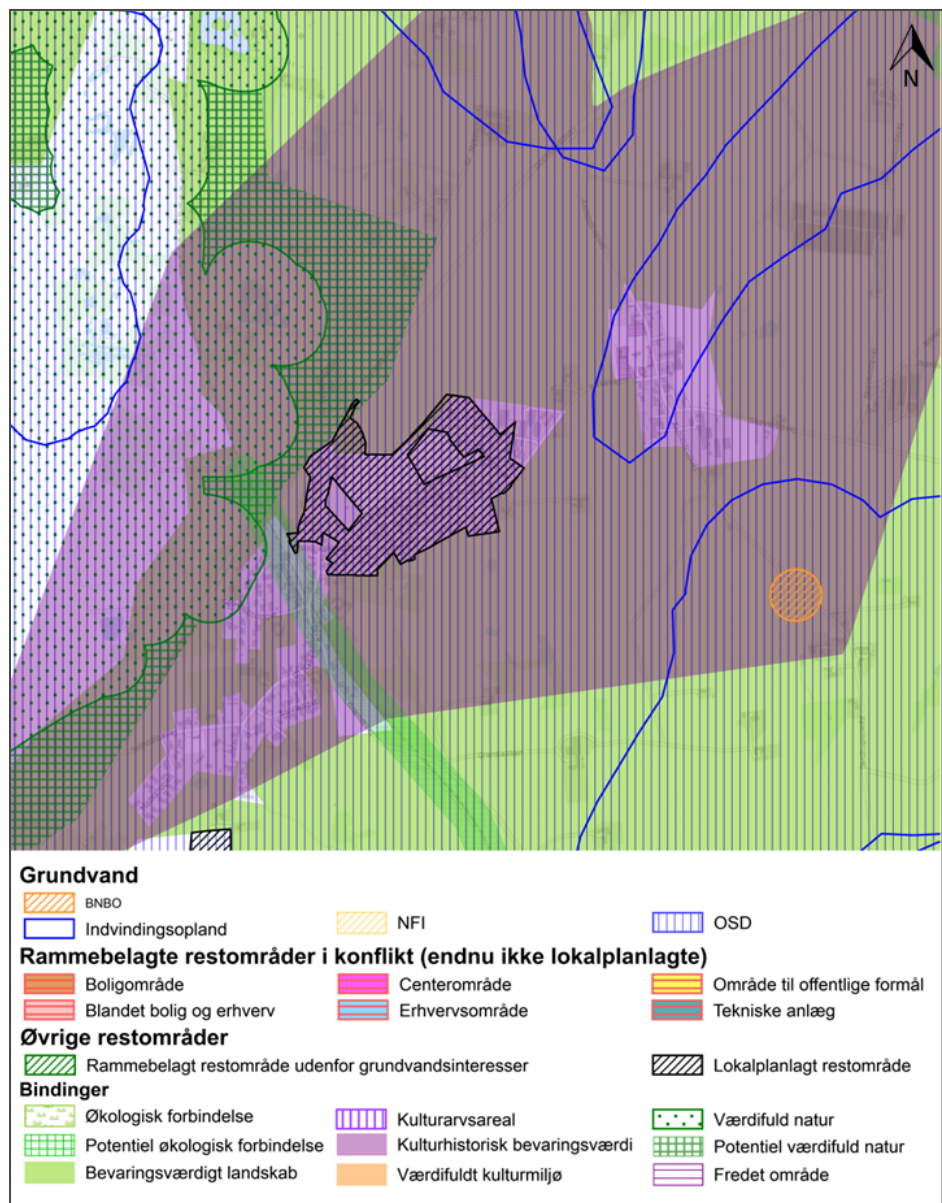 N
Grundvand
BNBO
Indvindingsopland
NFI
OSD
Rammebelagte restområder i konflikt (endnu ikke lokalplanlagte)
Boligområde
Centerområde
Område til offentlige formål
Blandet bolig og erhverv
Erhvervsområde
Tekniske anlæg
Øvrige restområder
Rammebelagt restområde udenfor grundvandsinteresser
Lokalplanlagt restområde
Bindinger
Økologisk forbindelse
Kulturarvsareal
Værdifuld natur
Potentiel økologisk forbindelse
Kulturhistorisk bevaringsværdi
Potentiel værdifuld natur
Bevaringsværdigt landskab
Værdifuldt kulturmiljø
Fredet område